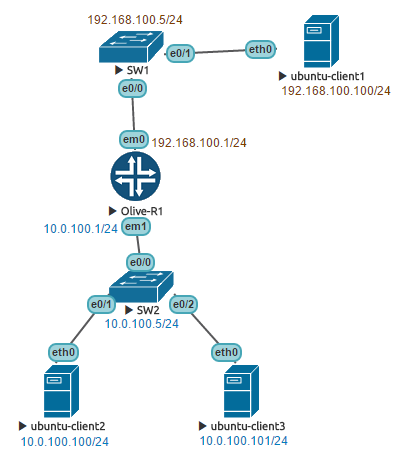 192.168.100.5/24
e0/1
eth0
SW1
ubuntu-client1
e0/0
192.168.100.100/24
em0
192.168.100.1/24
Olive-R1
10.0.100.1/24
em1
e0/0
e0/1
SW2
e0/2
10.0.100.5/24
eth0
eth0
ubuntu-client2
ubuntu-client3
10.0.100.100/24
10.0.100.101/24